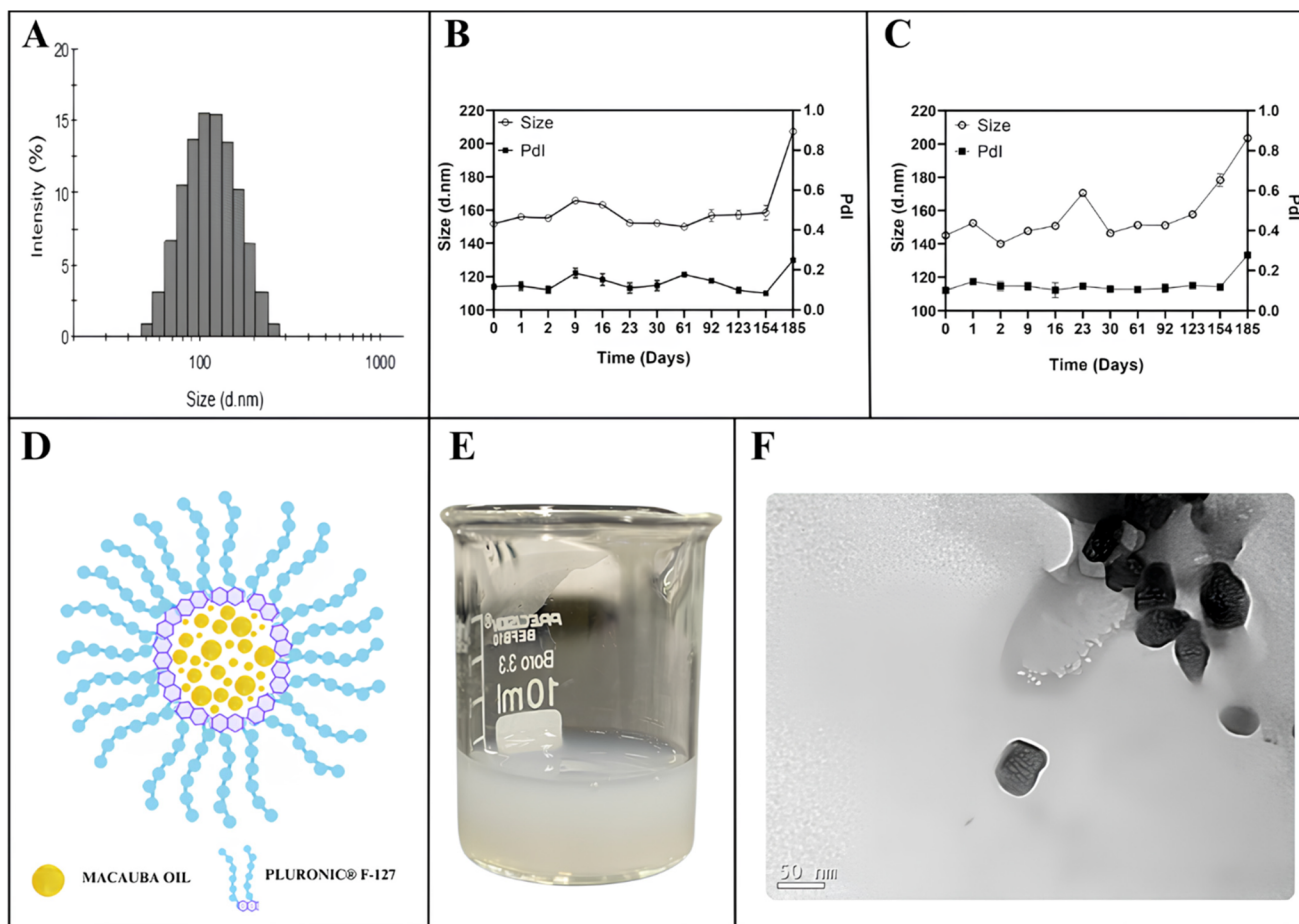 A
20
15
10
5
0
Intensity (%)
100
1000
Size (d.nm)
B
220
200
180
160
140
120
100
Size (d.nm)
Size
PdI
1.0
0.8
0.6
0.4
0.2
0.0
PdI
0 1 2 9 16 23 30 61 92 123 154 185
Time (Days)
C
220
200
180
160
140
120
100
Size (d.nm)
Size
PdI
1.0
0.8
0.6
0.4
0.2
0.0
PdI
0 1 2 9 16 23 30 61 92 123 154 185
Time (Days)
D
MACAUBA OIL
PLURONIC® F-127
E
PRECISION®
BEFB10
Boro 3.3
10ml
F
50 nm